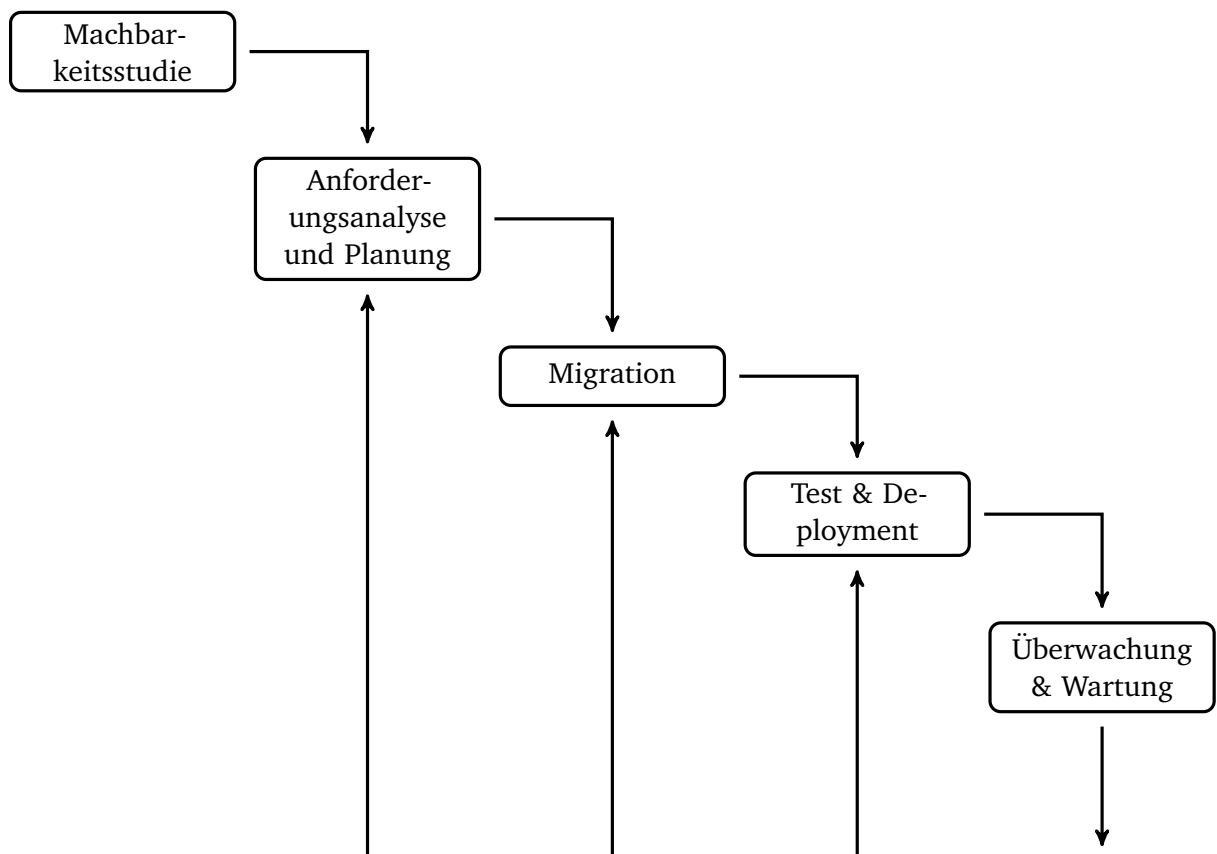 Machbar-
keitsstudie
Anforder-
ungsanalyse
und Planung
Migration
Test & De-
ployment
Überwachung
& Wartung